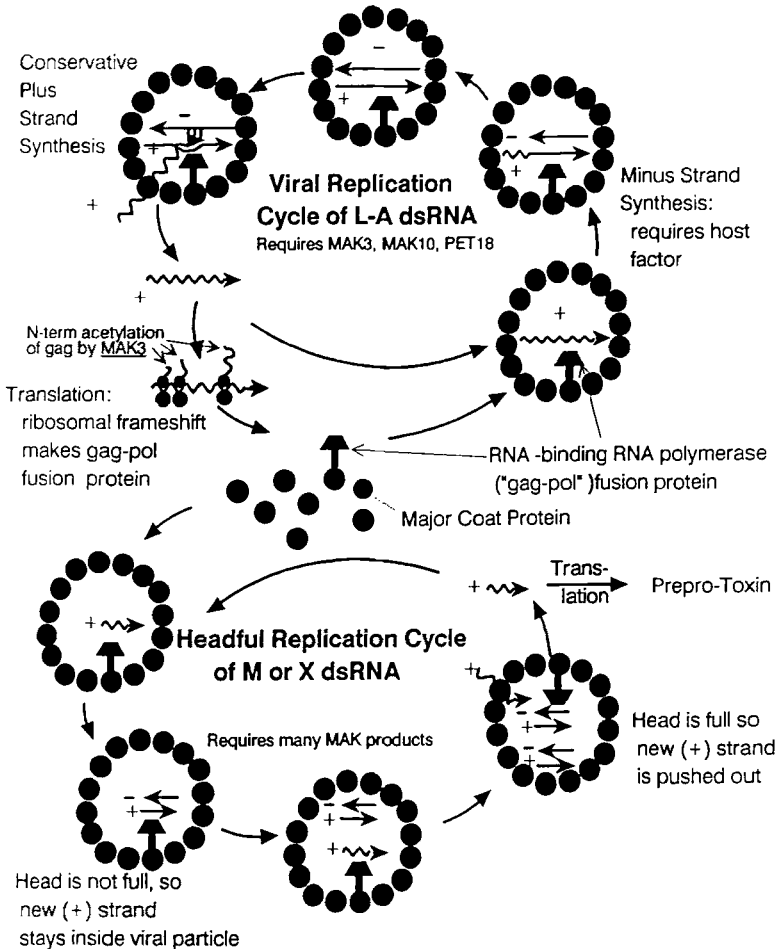 Conservative
Plus
Strand
Synthesis
-
+
-
+
+
-
+
Viral Replication
Cycle of L-A dsRNA
Requires MAK3, MAK10, PET18
Minus Strand
Synthesis:
requires host
factor
+
+
N-term acetylation
of gag by MAK3
Translation:
ribosomal frameshift
makes gag-pol
fusion protein
RNA -binding RNA polymerase
("gag-pol" )fusion protein
Major Coat Protein
+
+
Trans-
lation
Prepro-Toxin
Headful Replication Cycle
of M or X dsRNA
Requires many MAK products
+
-
+
-
+
Head is full so
new (+) strand
is pushed out
-
+
-
+
+
Head is not full, so
new (+) strand
stays inside viral particle